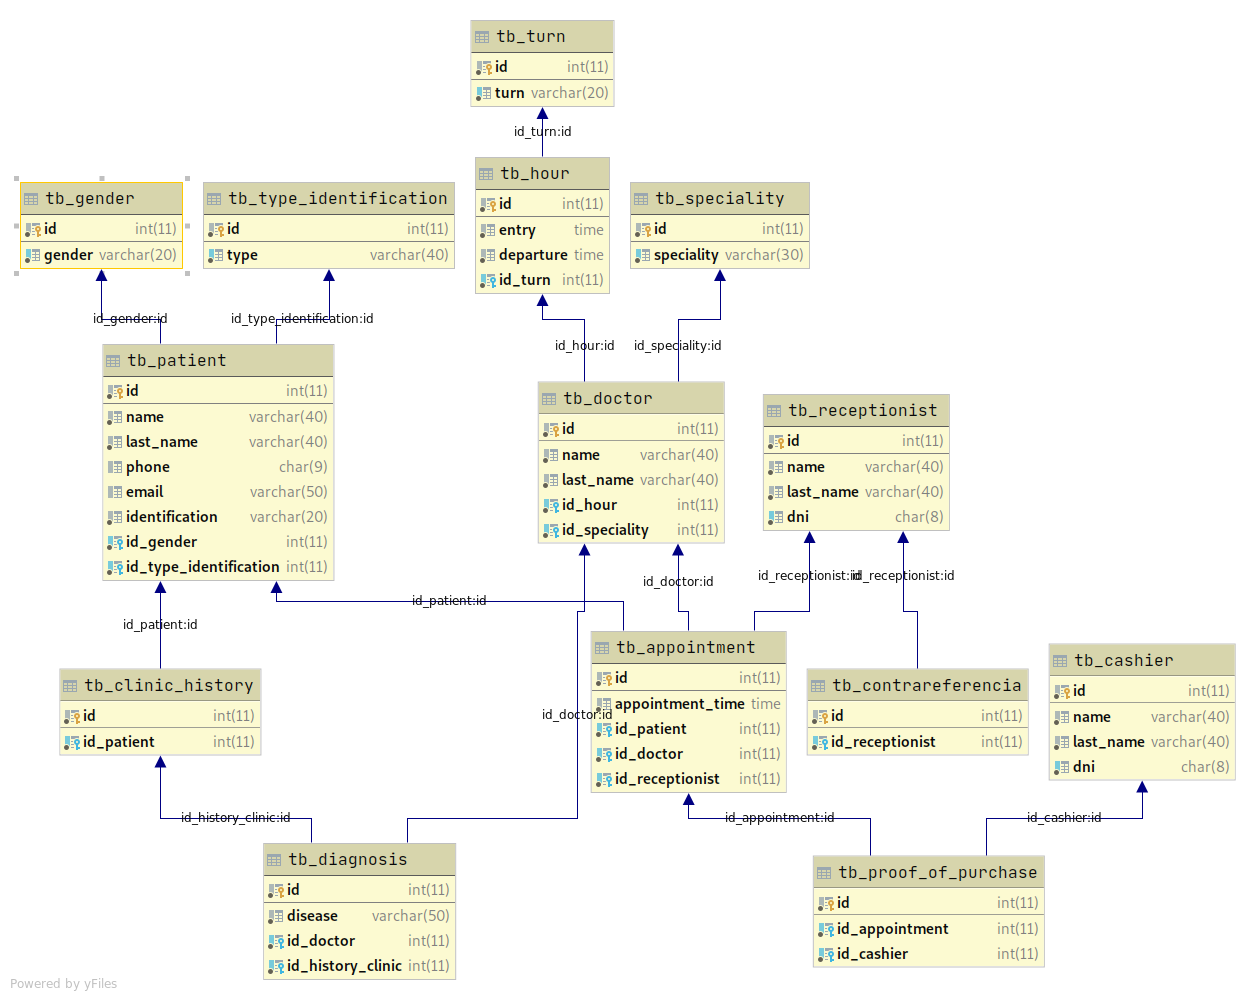 tb_turn
id int(11)
turn varchar(20)
id_turn:id
tb_gender
id int(11)
gender varchar(20)
tb_type_identification
id int(11)
type varchar(40)
tb_hour
id int(11)
entry time
departure time
id_turn int(11)
tb_speciality
id int(11)
speciality varchar(30)
id_gender:id
id_type_identification:id
id_hour:id
id_speciality:id
tb_patient
id int(11)
name varchar(40)
last_name varchar(40)
phone char(9)
email varchar(50)
identification varchar(20)
id_gender int(11)
id_type_identification int(11)
tb_doctor
id int(11)
name varchar(40)
last_name varchar(40)
id_hour int(11)
id_speciality int(11)
tb_receptionist
id int(11)
name varchar(40)
last_name varchar(40)
dni char(8)
id_patient:id
id_patient:id
id_doctor:id
id_receptionist:id
id_receptionist:id
tb_clinic_history
id int(11)
id_patient int(11)
id_doctor:id
tb_appointment
id int(11)
appointment_time time
id_patient int(11)
id_doctor int(11)
id_receptionist int(11)
tb_contrareferencia
id int(11)
id_receptionist int(11)
tb_cashier
id int(11)
name varchar(40)
last_name varchar(40)
dni char(8)
id_history_clinic:id
id_appointment:id
id_cashier:id
tb_diagnosis
id int(11)
disease varchar(50)
id_doctor int(11)
id_history_clinic int(11)
tb_proof_of_purchase
id int(11)
id_appointment int(11)
id_cashier int(11)
Powered by yFiles